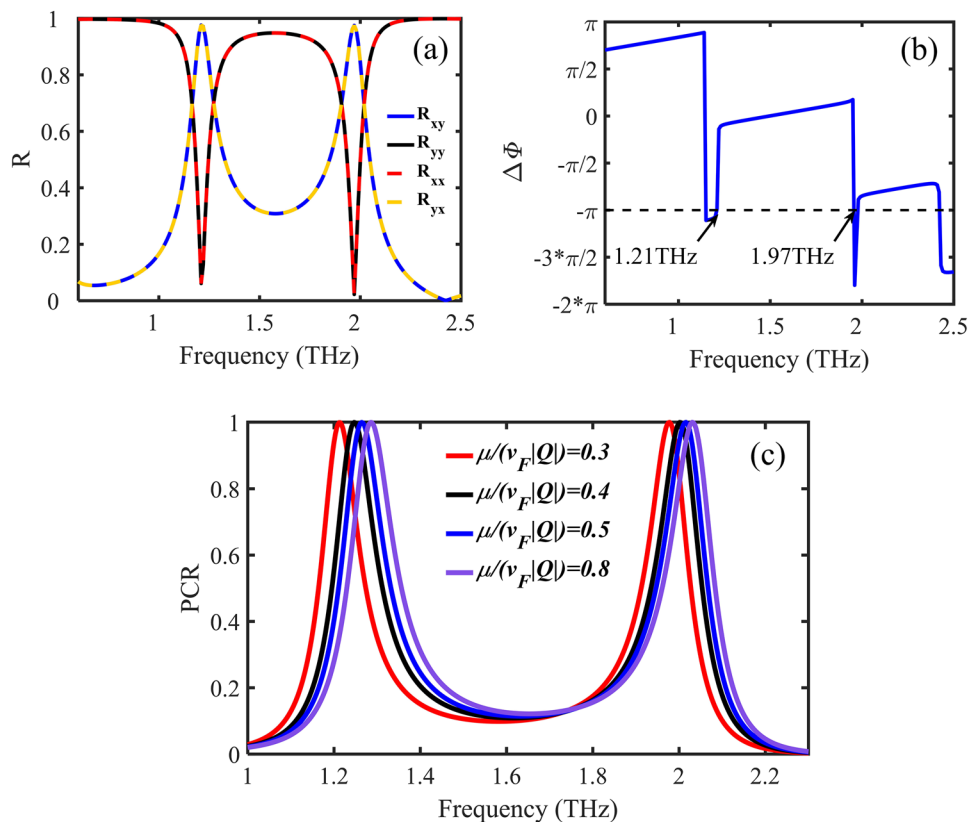 (a)
1
0.8
0.6
0.4
0.2
0
R
R_xy
R_yy
R_xx
R_yx
1
1.5
2
2.5
Frequency (THz)
(b)
π
π/2
0
-π/2
-π
-3*π/2
-2*π
ΔΦ
1.21THz
1.97THz
1
1.5
2
2.5
Frequency (THz)
(c)
1
0.8
0.6
0.4
0.2
0
PCR
μ/(v_F|Q|)=0.3
μ/(v_F|Q|)=0.4
μ/(v_F|Q|)=0.5
μ/(v_F|Q|)=0.8
1
1.2
1.4
1.6
1.8
2
2.2
Frequency (THz)